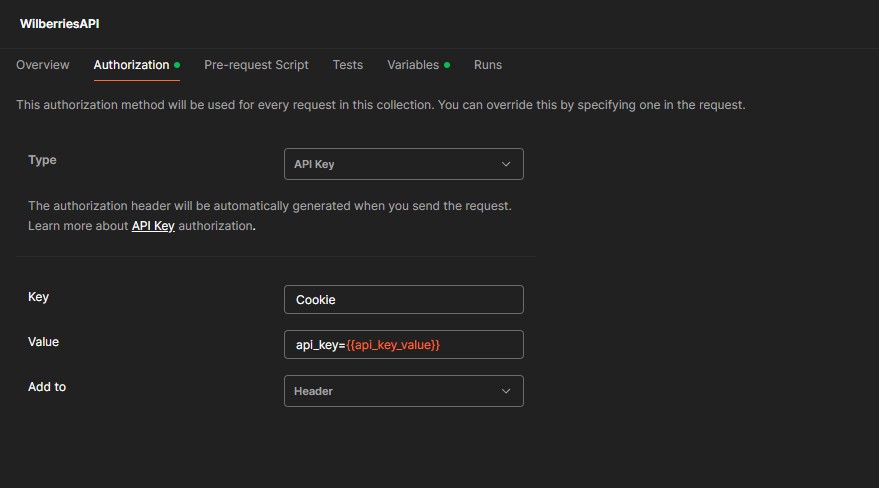 WilberriesAPI
Overview Authorization Pre-request Script Tests Variables Runs
This authorization method will be used for every request in this collection. You can override this by specifying one in the request.
Type API Key
The authorization header will be automatically generated when you send the request.
Learn more about API Key authorization.
Key Cookie
Value api_key={{api_key_value}}
Add to Header